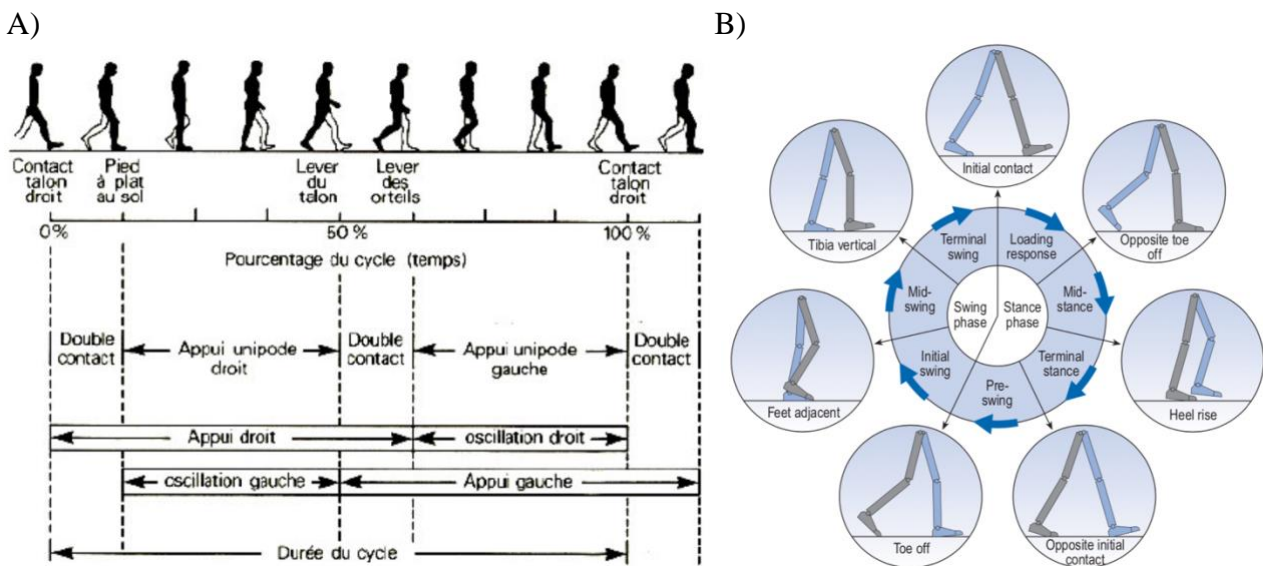 A)
B)
Contact
talon
droit
Pied
à plat
au sol
Lever
du
talon
Lever
des
orteils
Contact
talon
droit
0%
50 %
100 %
Pourcentage du cycle (temps)
Double
contact
Appui unipode
droit
Double
contact
Appui unipode
gauche
Double
contact
Appui droit
oscillation droit
oscillation gauche
Appui gauche
Durée du cycle
Initial contact
Opposite toe
off
Heel rise
Opposite initial
contact
Toe off
Feet adjacent
Tibia vertical
Loading
response
Mid-
stance
Terminal
stance
Pre-
swing
Initial
swing
Mid-
swing
Terminal
swing
Swing
phase
Stance
phase